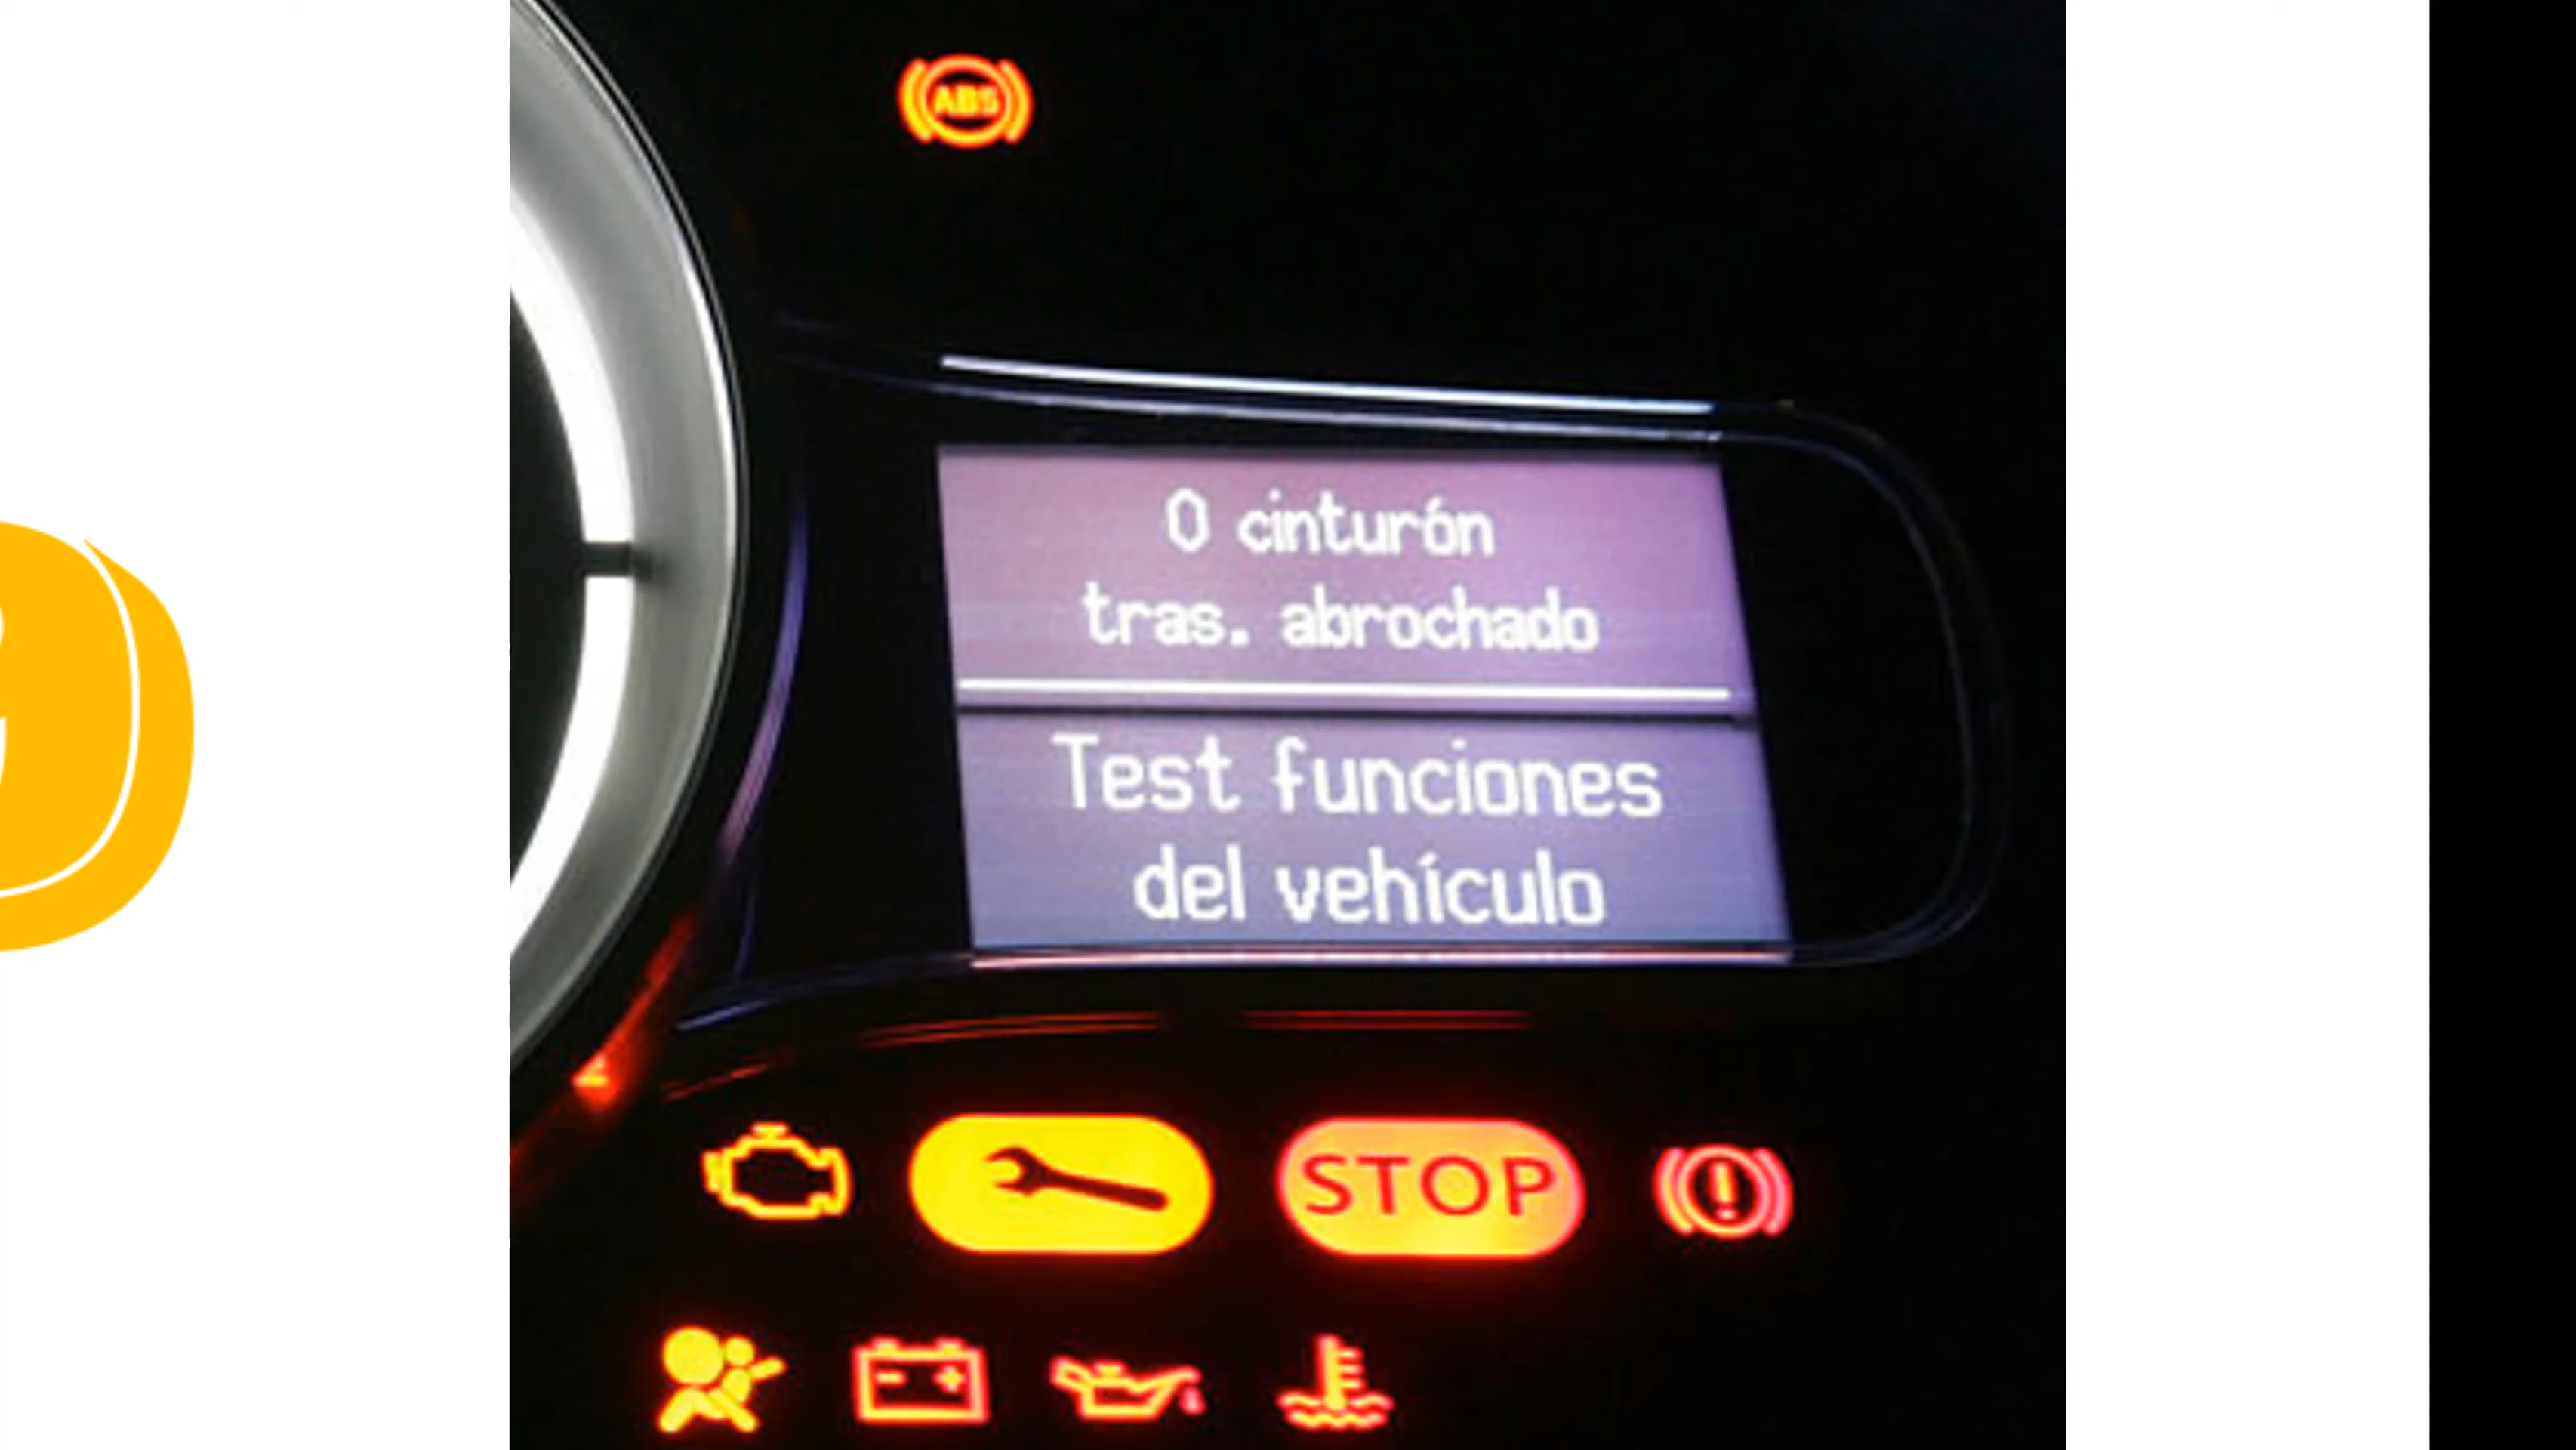 ABS
0 cinturón
tras. abrochado
Test funciones
del vehículo
STOP